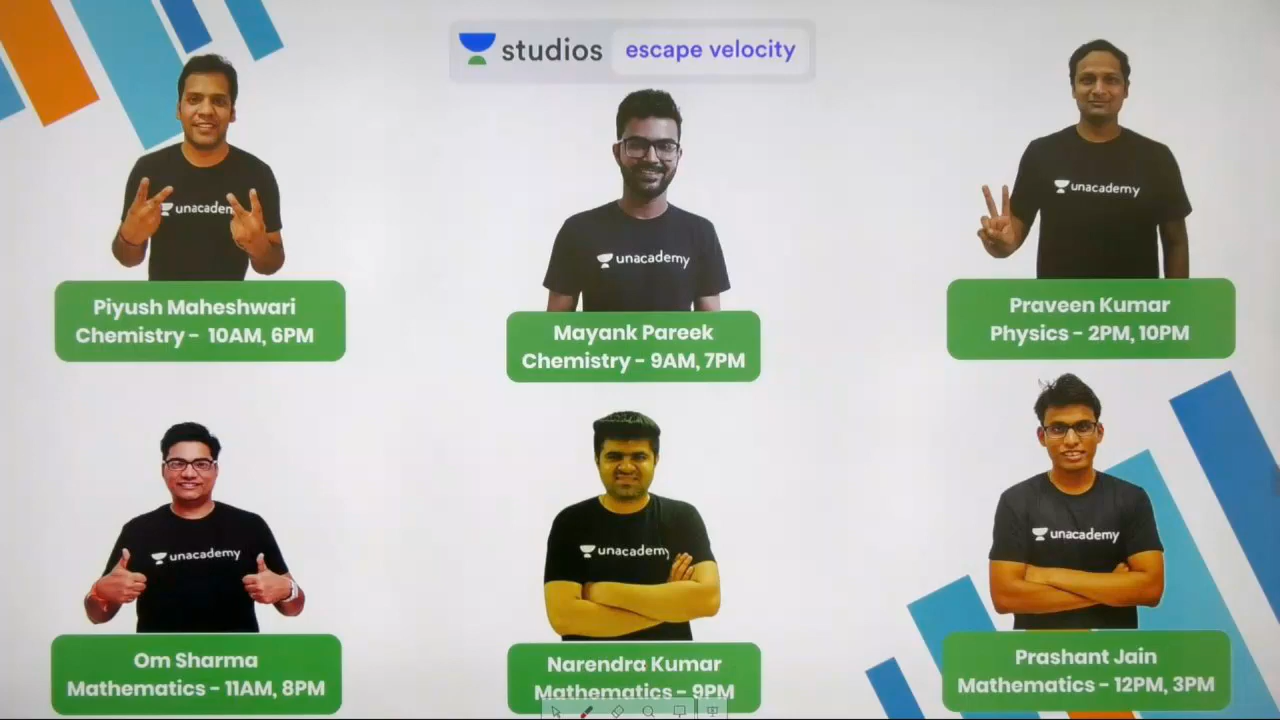 studios escape velocity
unacadem
unacademy
unacademy
Piyush Maheshwari
Chemistry - 10AM, 6PM
Mayank Pareek
Chemistry - 9AM, 7PM
Praveen Kumar
Physics - 2PM, 10PM
unacademy
unacademy
unacademy
Om Sharma
Mathematics - 11AM, 8PM
Narendra Kumar
Mathematics - 9PM
Prashant Jain
Mathematics - 12PM, 3PM